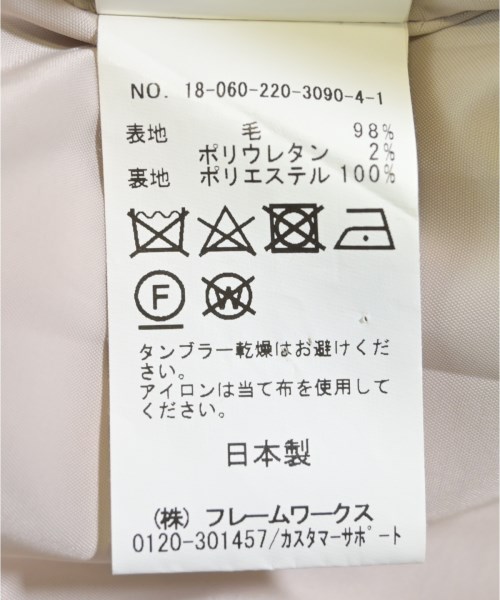 NO. 18-060-220-3090-4-1
表地 毛 98%
ポリウレタン 2%
裏地 ポリエステル 100%
F
W
タンブラー乾燥はお避けくだ
さい。
アイロンは当て布を使用して
ください。
日本製
(株) フレームワークス
0120-301457/カスタマーサポート